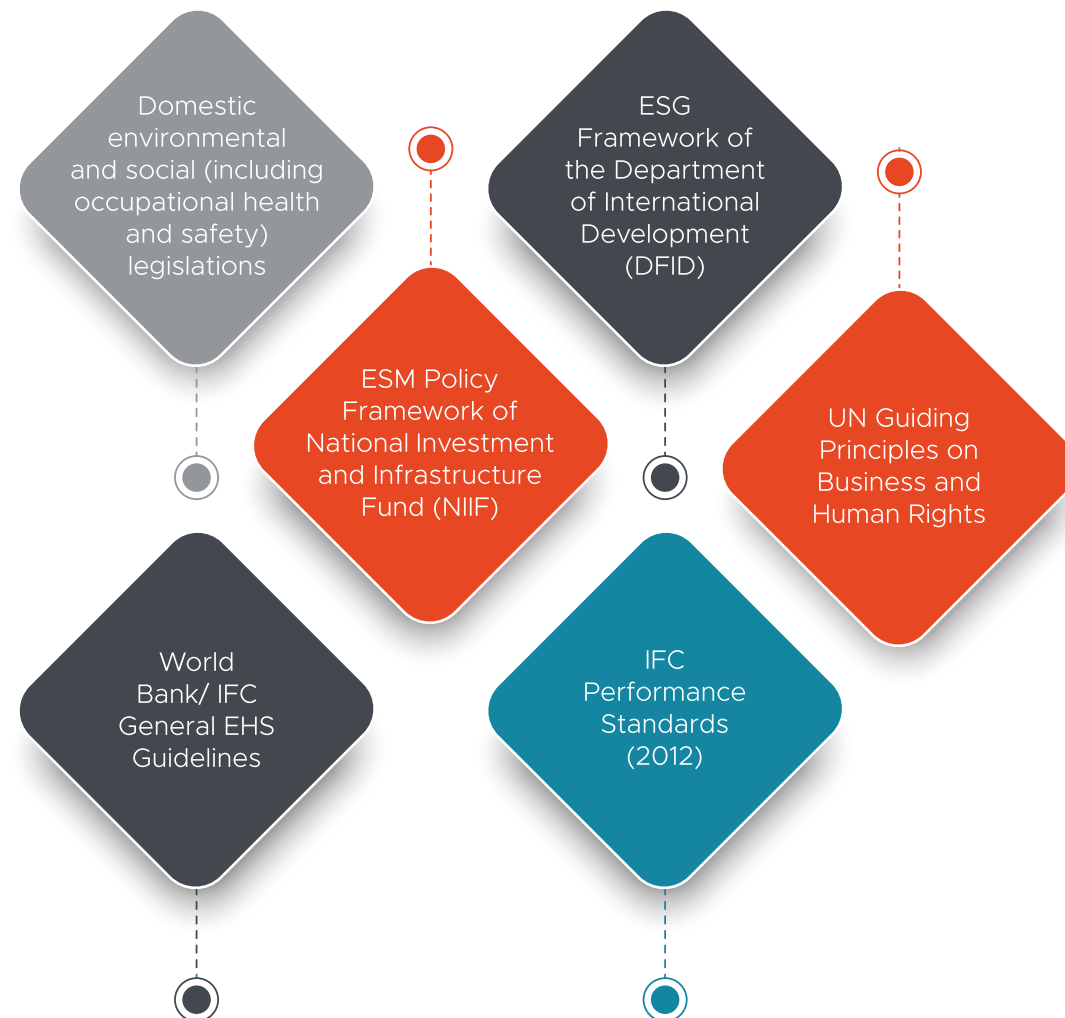 Domestic
environmental
and social (including
occupational health
and safety)
legislations
ESG
Framework of
the Department
of International
Development
(DFID)
ESM Policy
Framework of
National Investment
and Infrastructure
Fund (NIIF)
UN Guiding
Principles on
Business and
Human Rights
World
Bank/ IFC
General EHS
Guidelines
IFC
Performance
Standards
(2012)